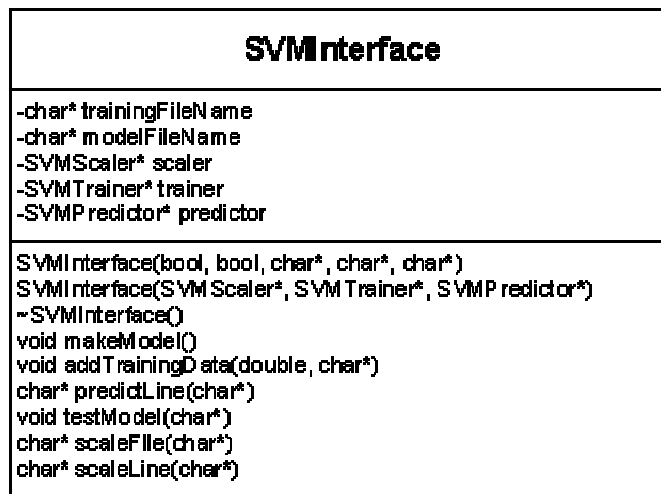 SVMInterface
-char* trainingFileName
-char* modelFileName
-SVMScaler* scaler
-SVMTrainer* trainer
-SVMPredictor* predictor
SVMInterface(bool, bool, char*, char*, char*)
SVMInterface(SVMScaler*, SVMTrainer*, SVMPredictor*)
~SVMInterface()
void makeModel()
void addTrainingData(double, char*)
char* predictLine(char*)
void testModel(char*)
char* scaleFile(char*)
char* scaleLine(char*)